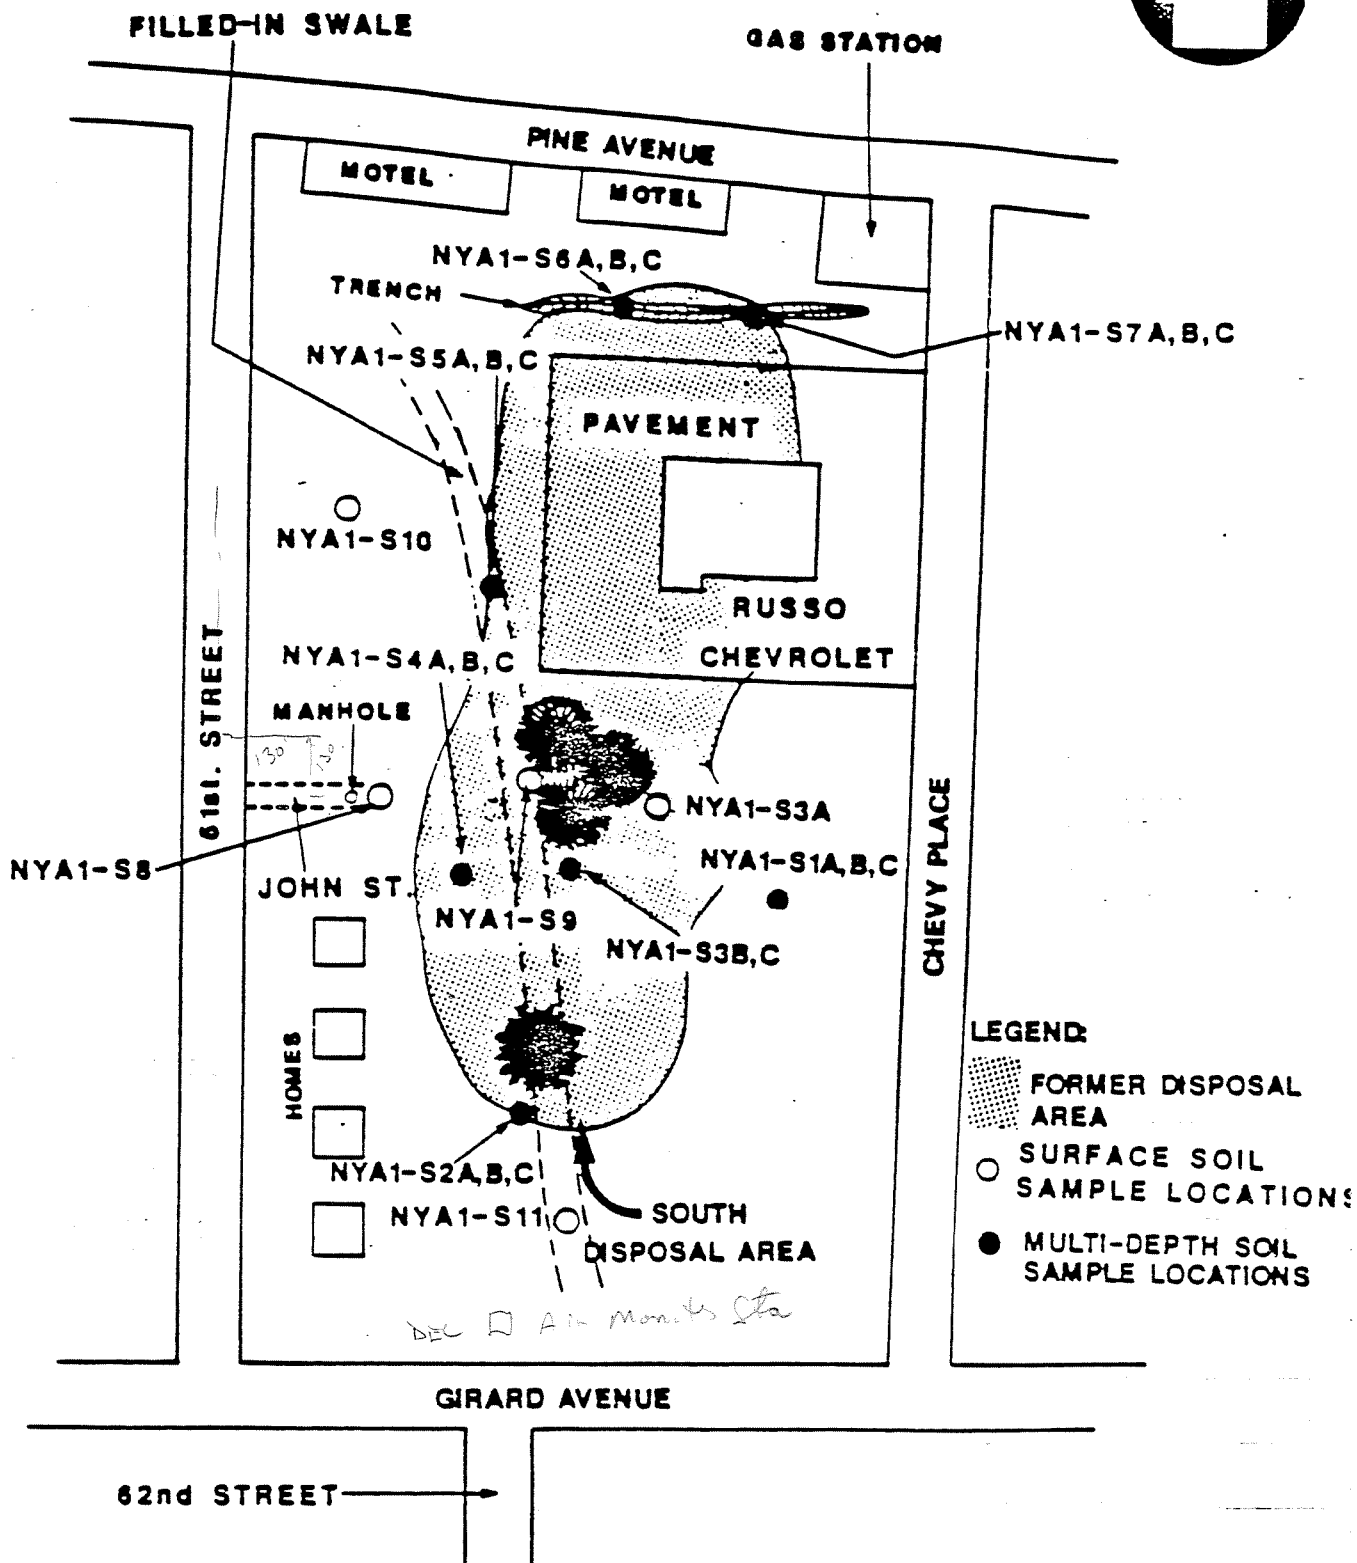 FILLED-IN SWALE
GAS STATION
PINE AVENUE
MOTEL
MOTEL
NYA1-S6A,B,C
TRENCH
NYA1-S7A,B,C
NYA1-S5A,B,C
PAVEMENT
NYA1-S10
RUSSO
CHEVROLET
NYA1-S4A,B,C
MANHOLE
61st. STREET
130
NYA1-S3A
NYA1-S8
JOHN ST.
NYA1-S1A,B,C
NYA1-S9
NYA1-S3B,C
CHEVY PLACE
HOMES
LEGEND:
FORMER DISPOSAL
AREA
SURFACE SOIL
SAMPLE LOCATIONS
MULTI-DEPTH SOIL
SAMPLE LOCATIONS
NYA1-S2A,B,C
NYA1-S11
SOUTH
DISPOSAL AREA
DEC Air Sta
GIRARD AVENUE
62nd STREET